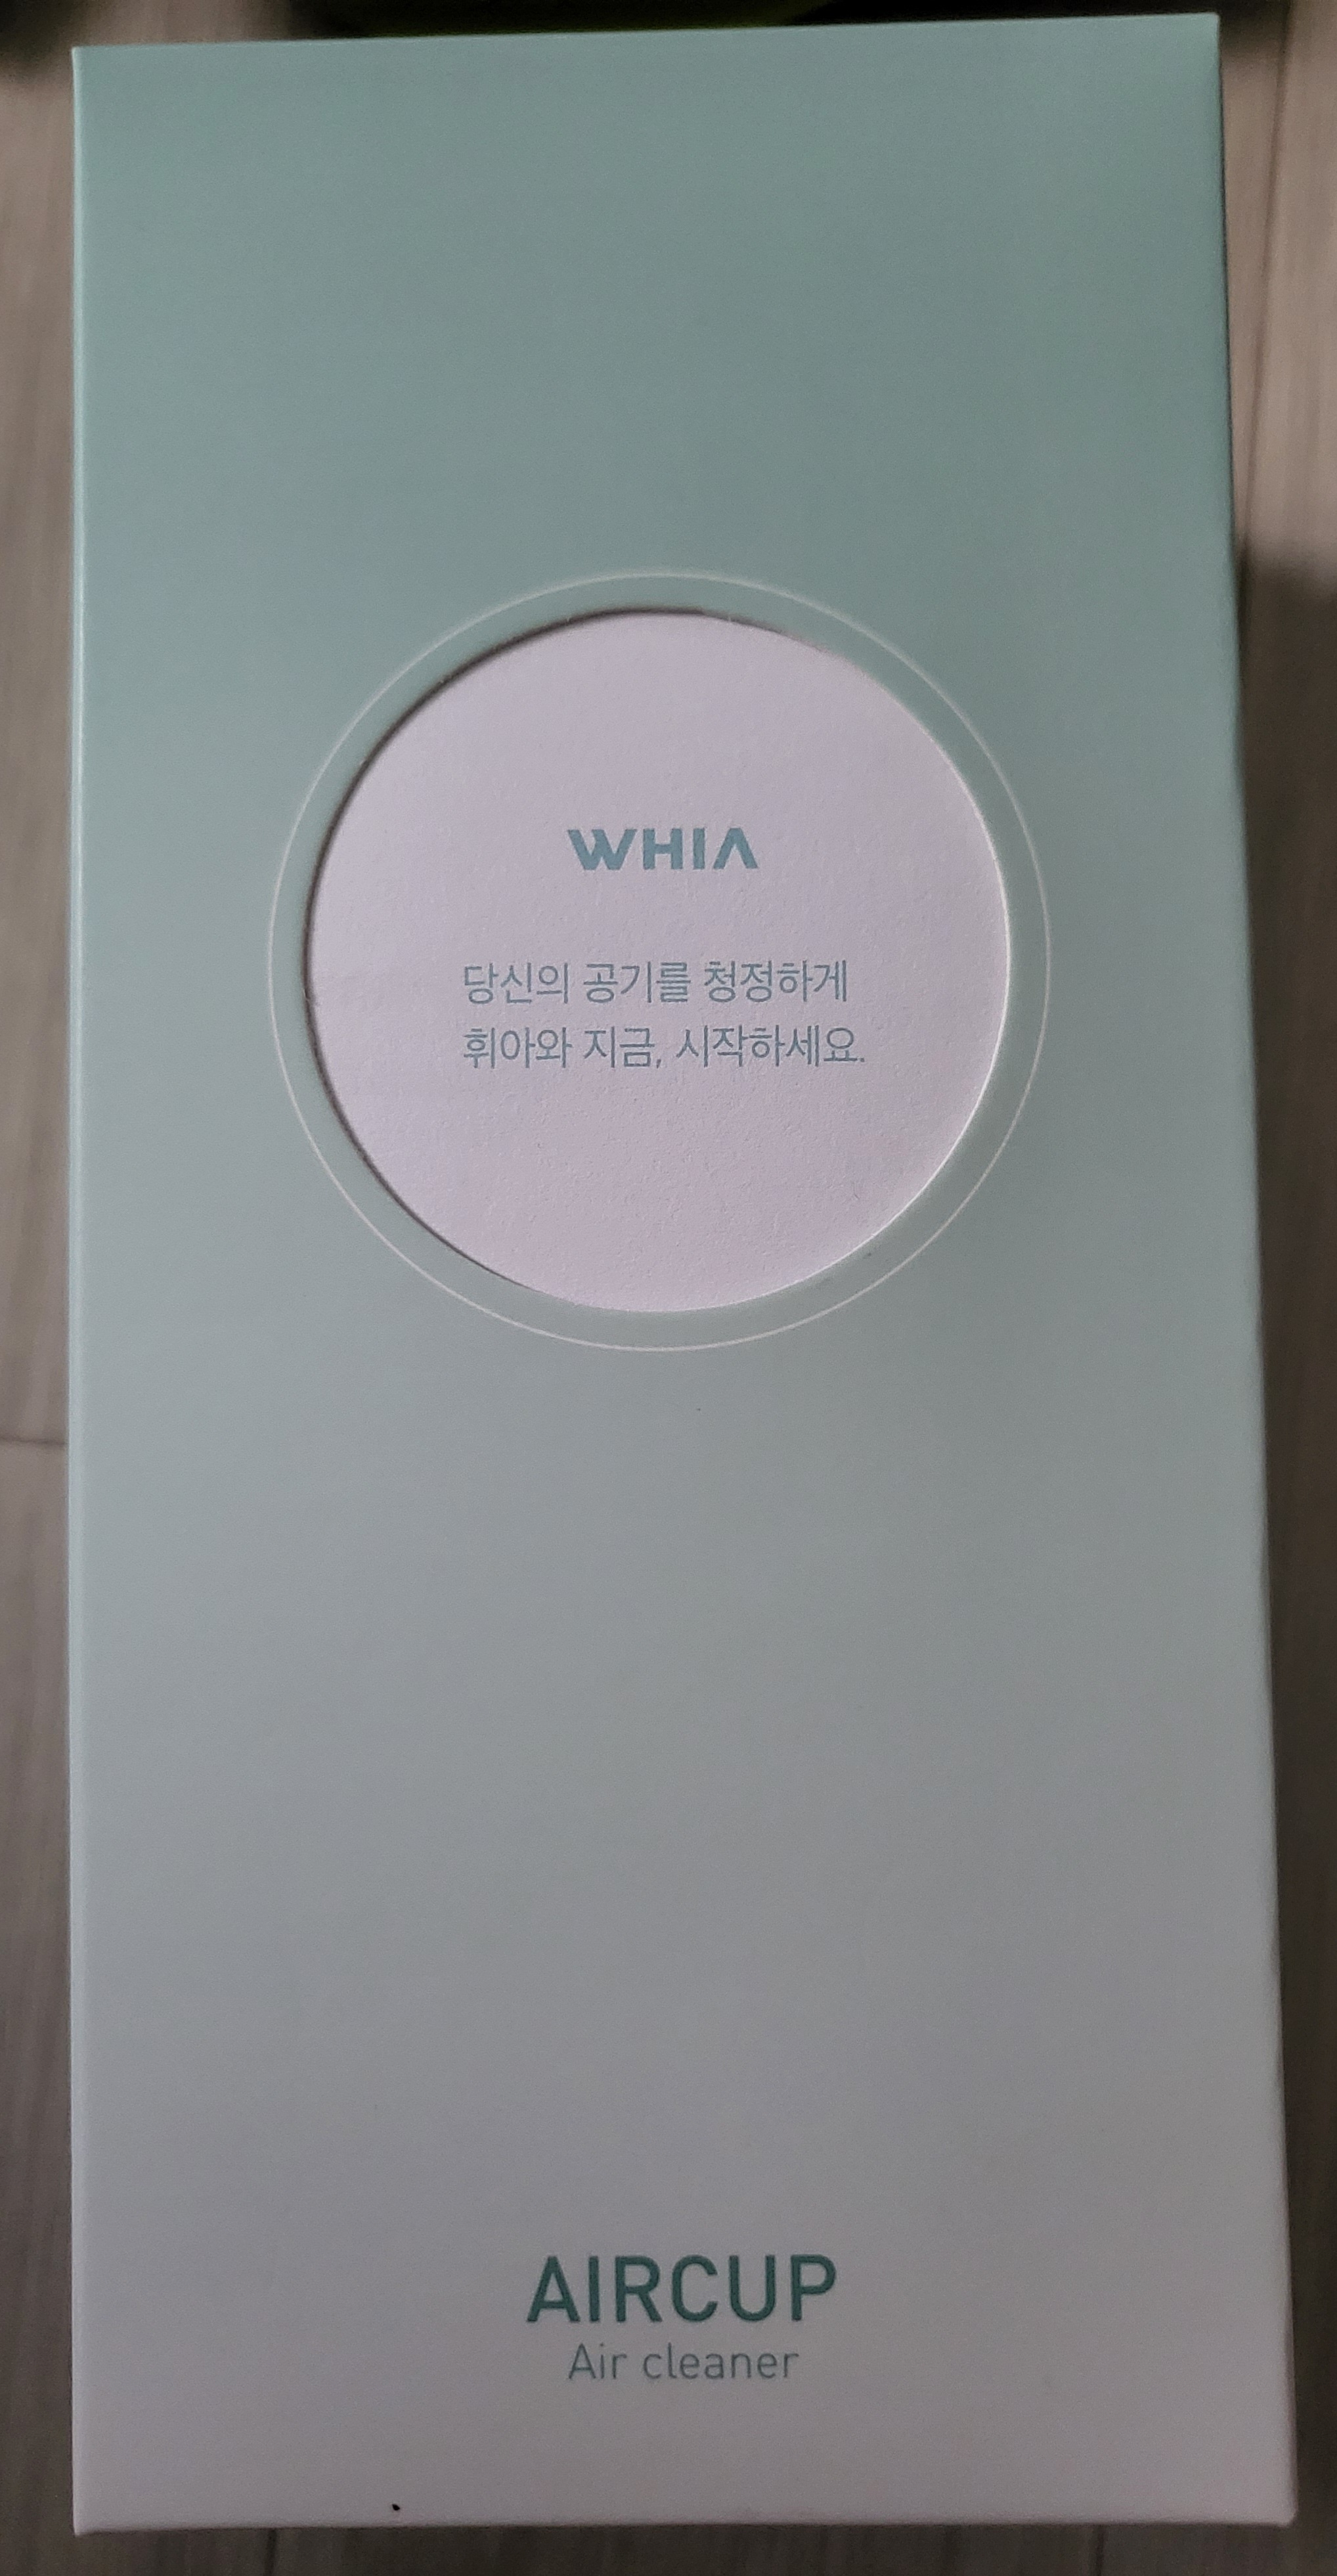 WHIA
당신의 공기를 청정하게
휘아와 지금, 시작하세요.
AIRCUP
Air cleaner